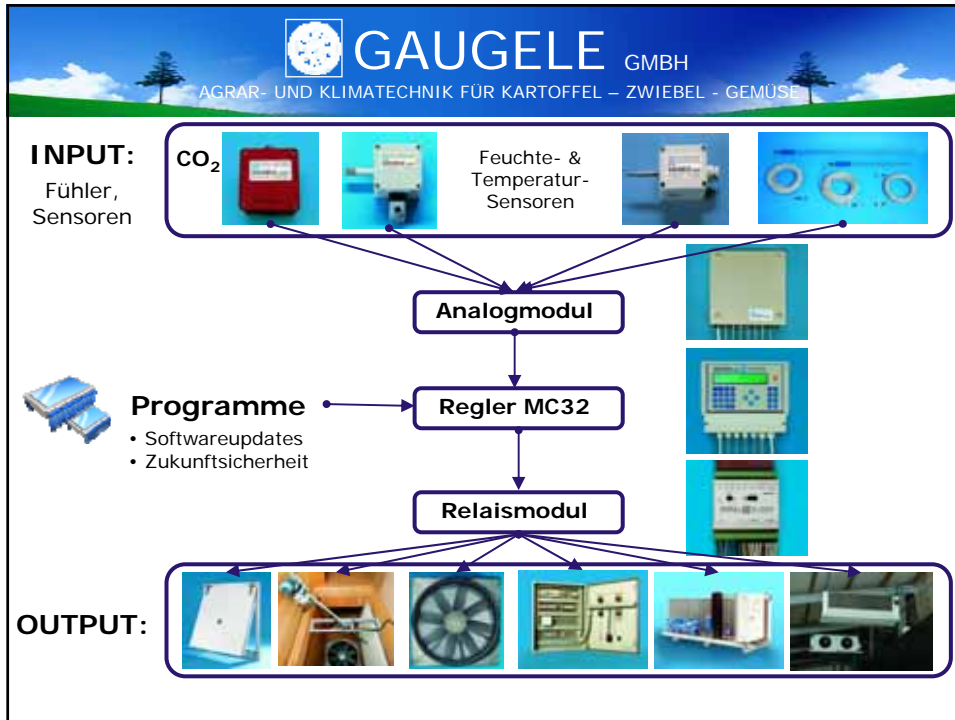 GAUGELE GMBH
AGRAR- UND KLIMATECHNIK FÜR KARTOFFEL – ZWIEBEL - GEMÜSE
INPUT:
Fühler,
Sensoren
CO₂
Feuchte- &
Temperatur-
Sensoren
Analogmodul
Programme
• Softwareupdates
• Zukunftsicherheit
Regler MC32
Relaismodul
OUTPUT: